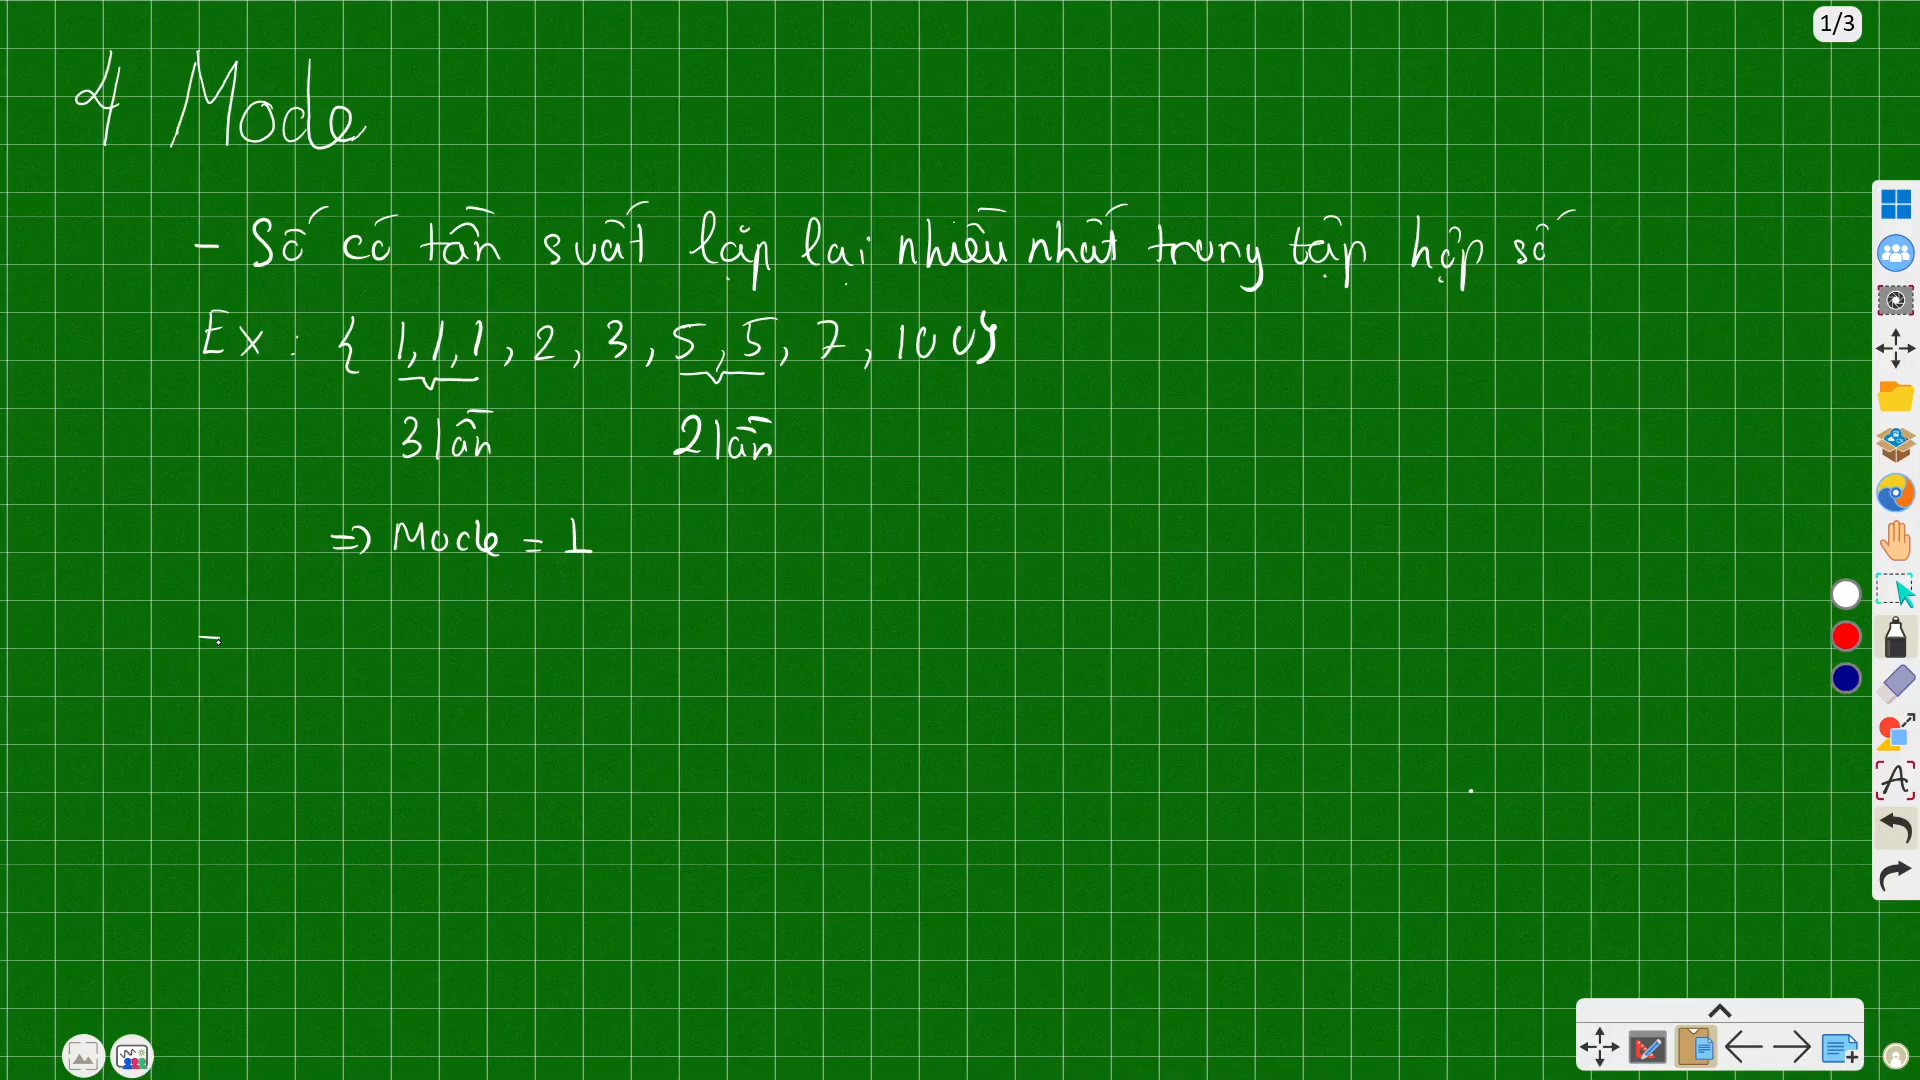 1/3
4 Mode
- Số có tần suất lặp lại nhiều nhất trong tập hợp số
Ex : { 1,1,1 , 2 , 3 , 5 , 5 , 7 , 100}
3 lần 2 lần
=> Mode = 1
-